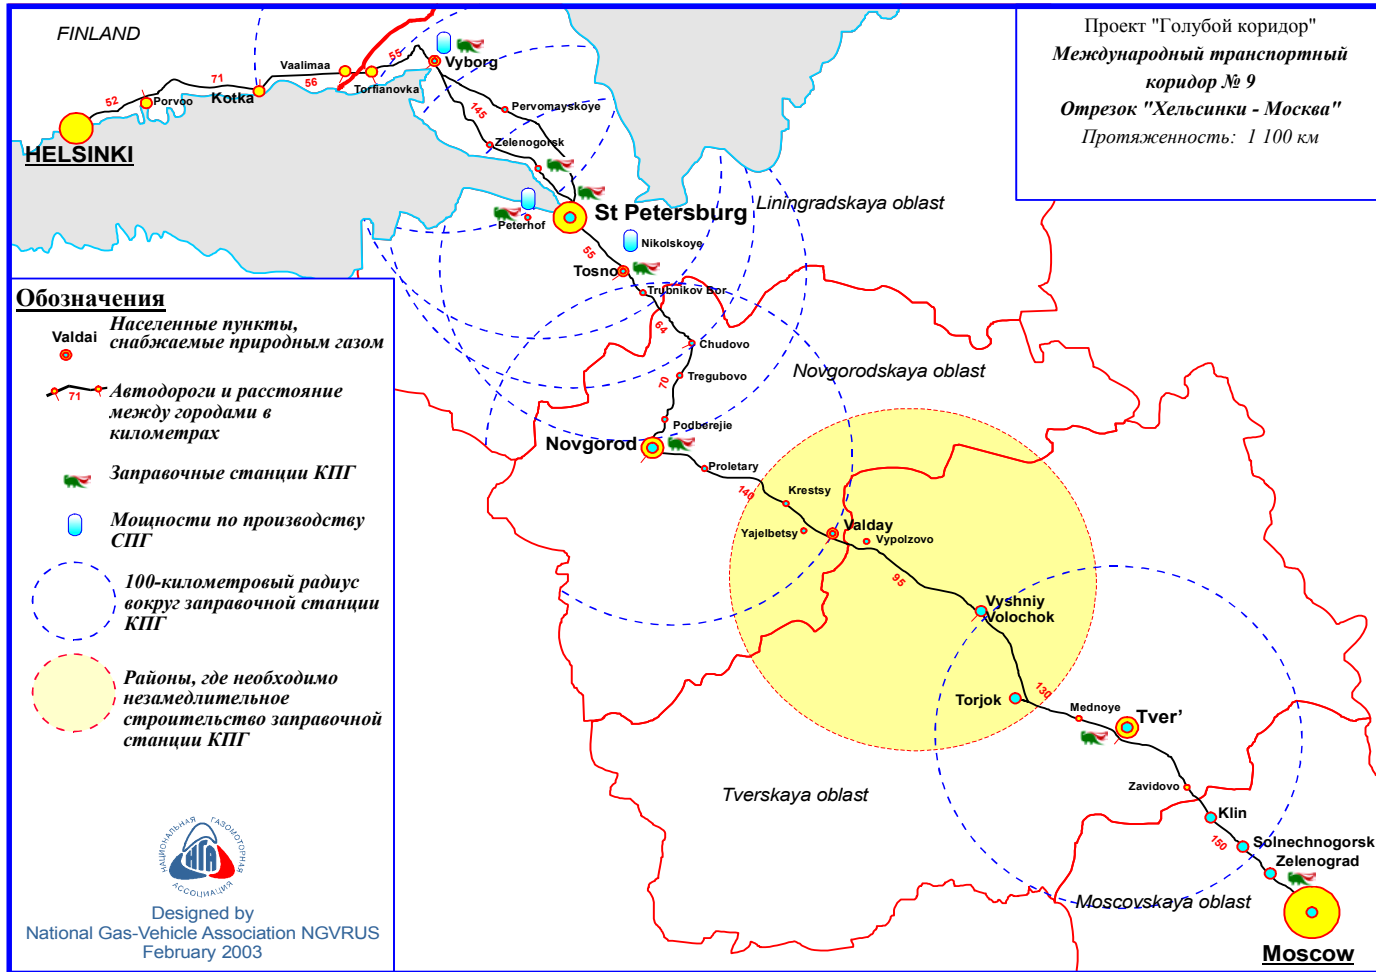 FINLAND
Проект "Голубой коридор"
Международный транспортный
коридор № 9
Отрезок "Хельсинки - Москва"
Протяженность: 1 100 км
HELSINKI
52
Porvoo
71
Kotka
Vaalimaa
56
Torfianovka
55
Vyborg
145
Pervomayskoye
Zelenogorsk
Peterhof
St Petersburg
Liningradskaya oblast
55
Nikolskoye
Tosno
Trubnikov Bor
64
Chudovo
70
Tregubovo
Novgorodskaya oblast
Podberejie
Novgorod
Proletary
140
Krestsy
Yajelbetsy
Valday
Vypolzovo
95
Vyshniy
Volochok
Torjok
130
Mednoye
Tver'
Tverskaya oblast
Zavidovo
Klin
150
Solnechnogorsk
Zelenograd
Moscovskaya oblast
Moscow
Обозначения
Valdai
Населенные пункты,
снабжаемые природным газом
71
Автодороги и расстояние
между городами в
километрах
Заправочные станции КПГ
Мощности по производству
СПГ
100-километровый радиус
вокруг заправочной станции
КПГ
Районы, где необходимо
незамедлительное
строительство заправочной
станции КПГ
НАЦИОНАЛЬНАЯ ГАЗОМОТОРНАЯ
НГА
АССОЦИАЦИЯ
Designed by
National Gas-Vehicle Association NGVRUS
February 2003